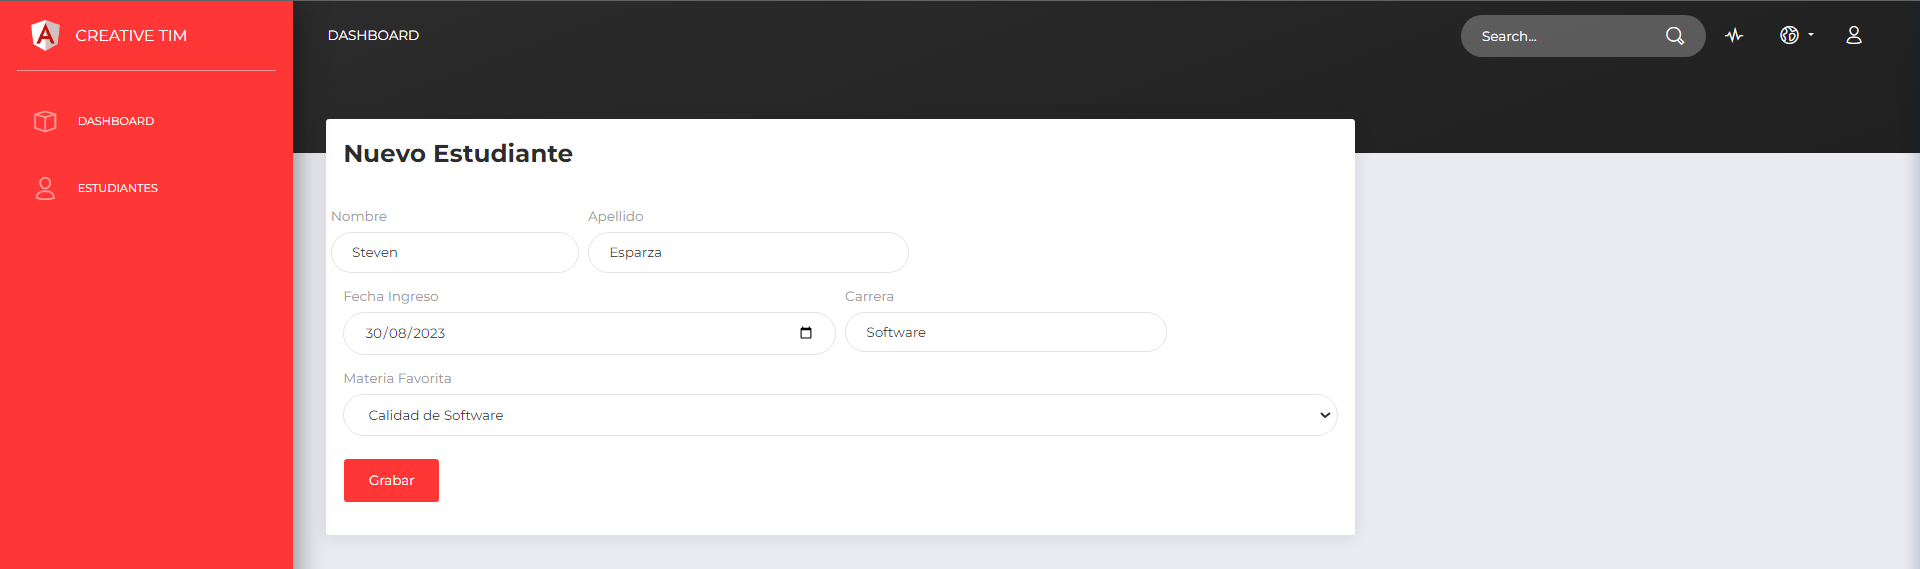 CREATIVE TIM
DASHBOARD
Search...
DASHBOARD
ESTUDIANTES
Nuevo Estudiante
Nombre
Apellido
Steven
Esparza
Fecha Ingreso
Carrera
30/08/2023
Software
Materia Favorita
Calidad de Software
Grabar